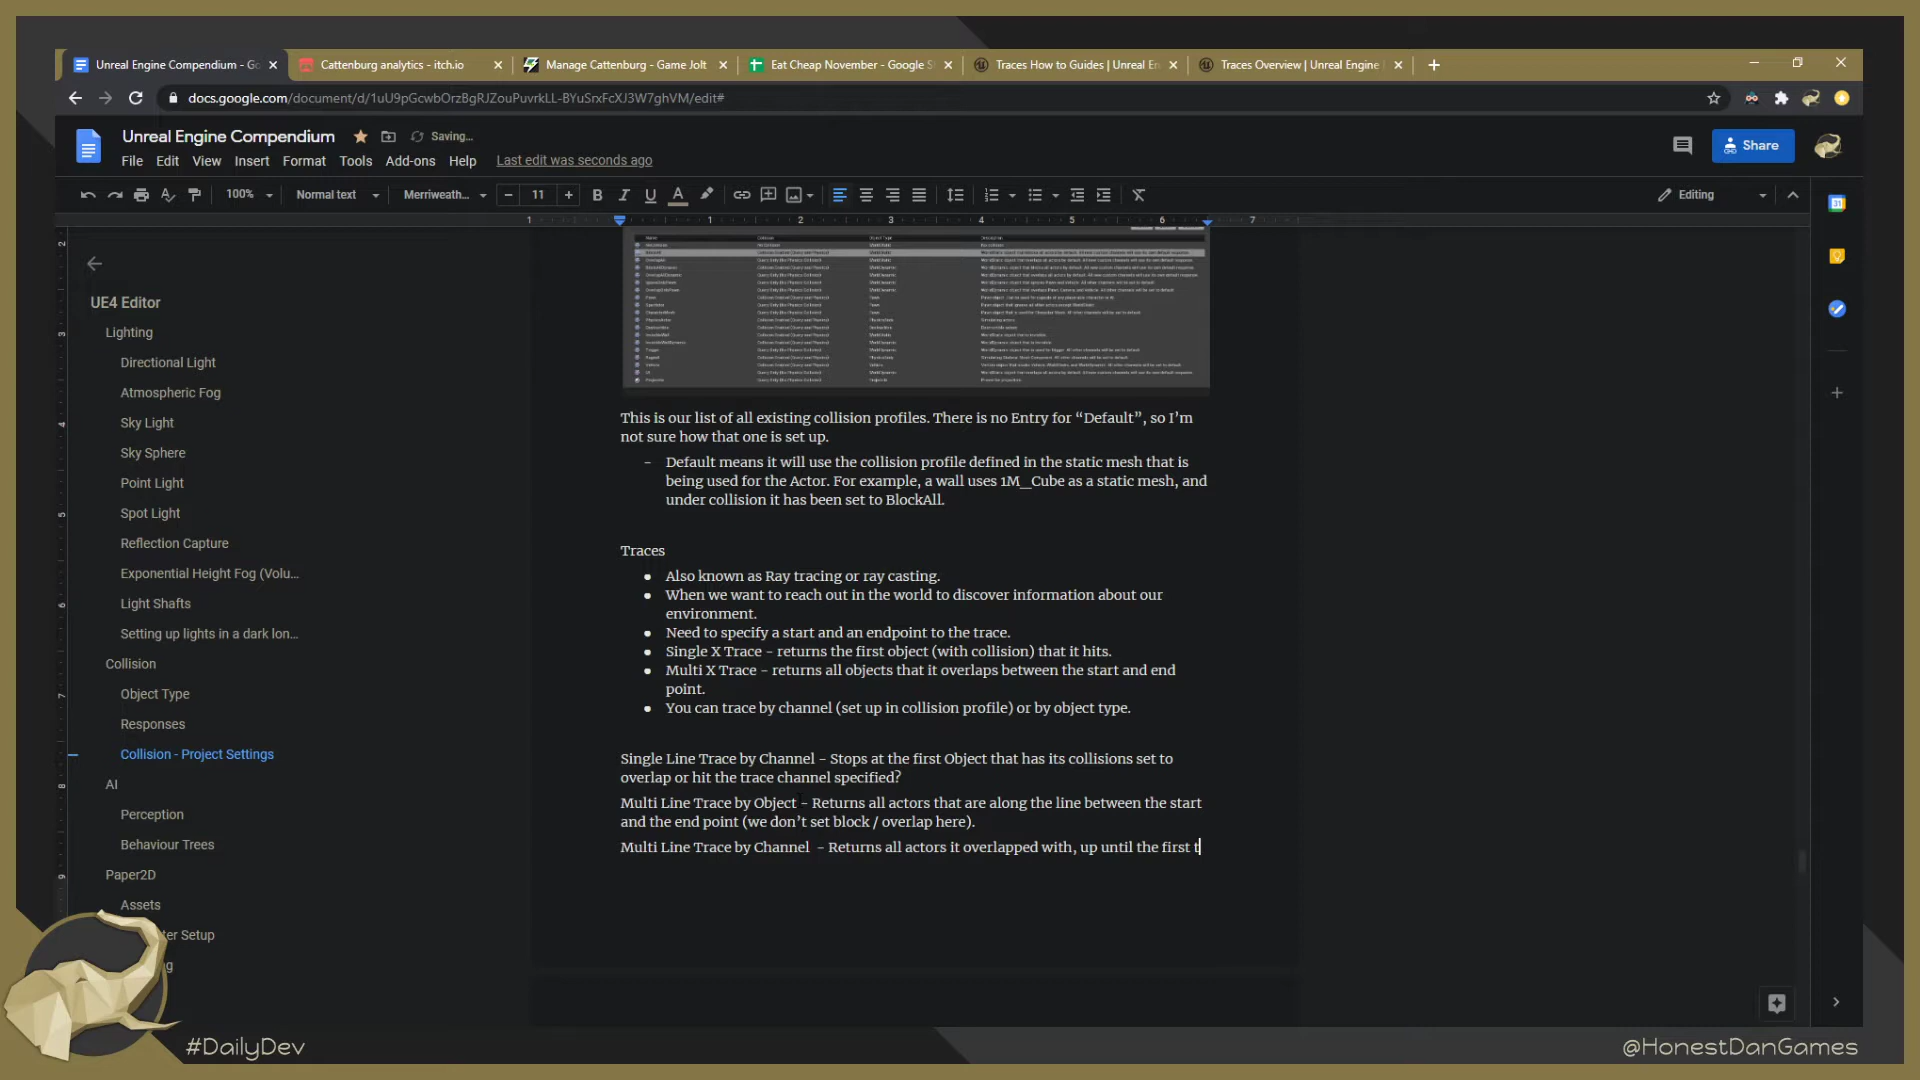 Unreal Engine Compendium - Go
Cattenburg analytics - itch.io
Manage Cattenburg - Game Jolt
Eat Cheap November - Google S
Traces How to Guides | Unreal En
Traces Overview | Unreal Engine
docs.google.com/document/d/1uU9pGcwbOrzBgRJZouPuvrkLL-BYuSrxFcXJ3W7ghVM/edit#
Unreal Engine Compendium
Saving...
File Edit View Insert Format Tools Add-ons Help Last edit was seconds ago
Share
100% Normal text Merriweath... 11 Editing
UE4 Editor
Lighting
Directional Light
Atmospheric Fog
Sky Light
Sky Sphere
Point Light
Spot Light
Reflection Capture
Exponential Height Fog (Volu...
Light Shafts
Setting up lights in a dark lon...
Collision
Object Type
Responses
Collision - Project Settings
AI
Perception
Behaviour Trees
Paper2D
Assets
ter Setup
g
This is our list of all existing collision profiles. There is no Entry for “Default”, so I’m
not sure how that one is set up.
- Default means it will use the collision profile defined in the static mesh that is
being used for the Actor. For example, a wall uses 1M_Cube as a static mesh, and
under collision it has been set to BlockAll.
Traces
● Also known as Ray tracing or ray casting.
● When we want to reach out in the world to discover information about our
environment.
● Need to specify a start and an endpoint to the trace.
● Single X Trace - returns the first object (with collision) that it hits.
● Multi X Trace - returns all objects that it overlaps between the start and end
point.
● You can trace by channel (set up in collision profile) or by object type.
Single Line Trace by Channel - Stops at the first Object that has its collisions set to
overlap or hit the trace channel specified?
Multi Line Trace by Object - Returns all actors that are along the line between the start
and the end point (we don’t set block / overlap here).
Multi Line Trace by Channel - Returns all actors it overlapped with, up until the first t
#DailyDev
@HonestDanGames